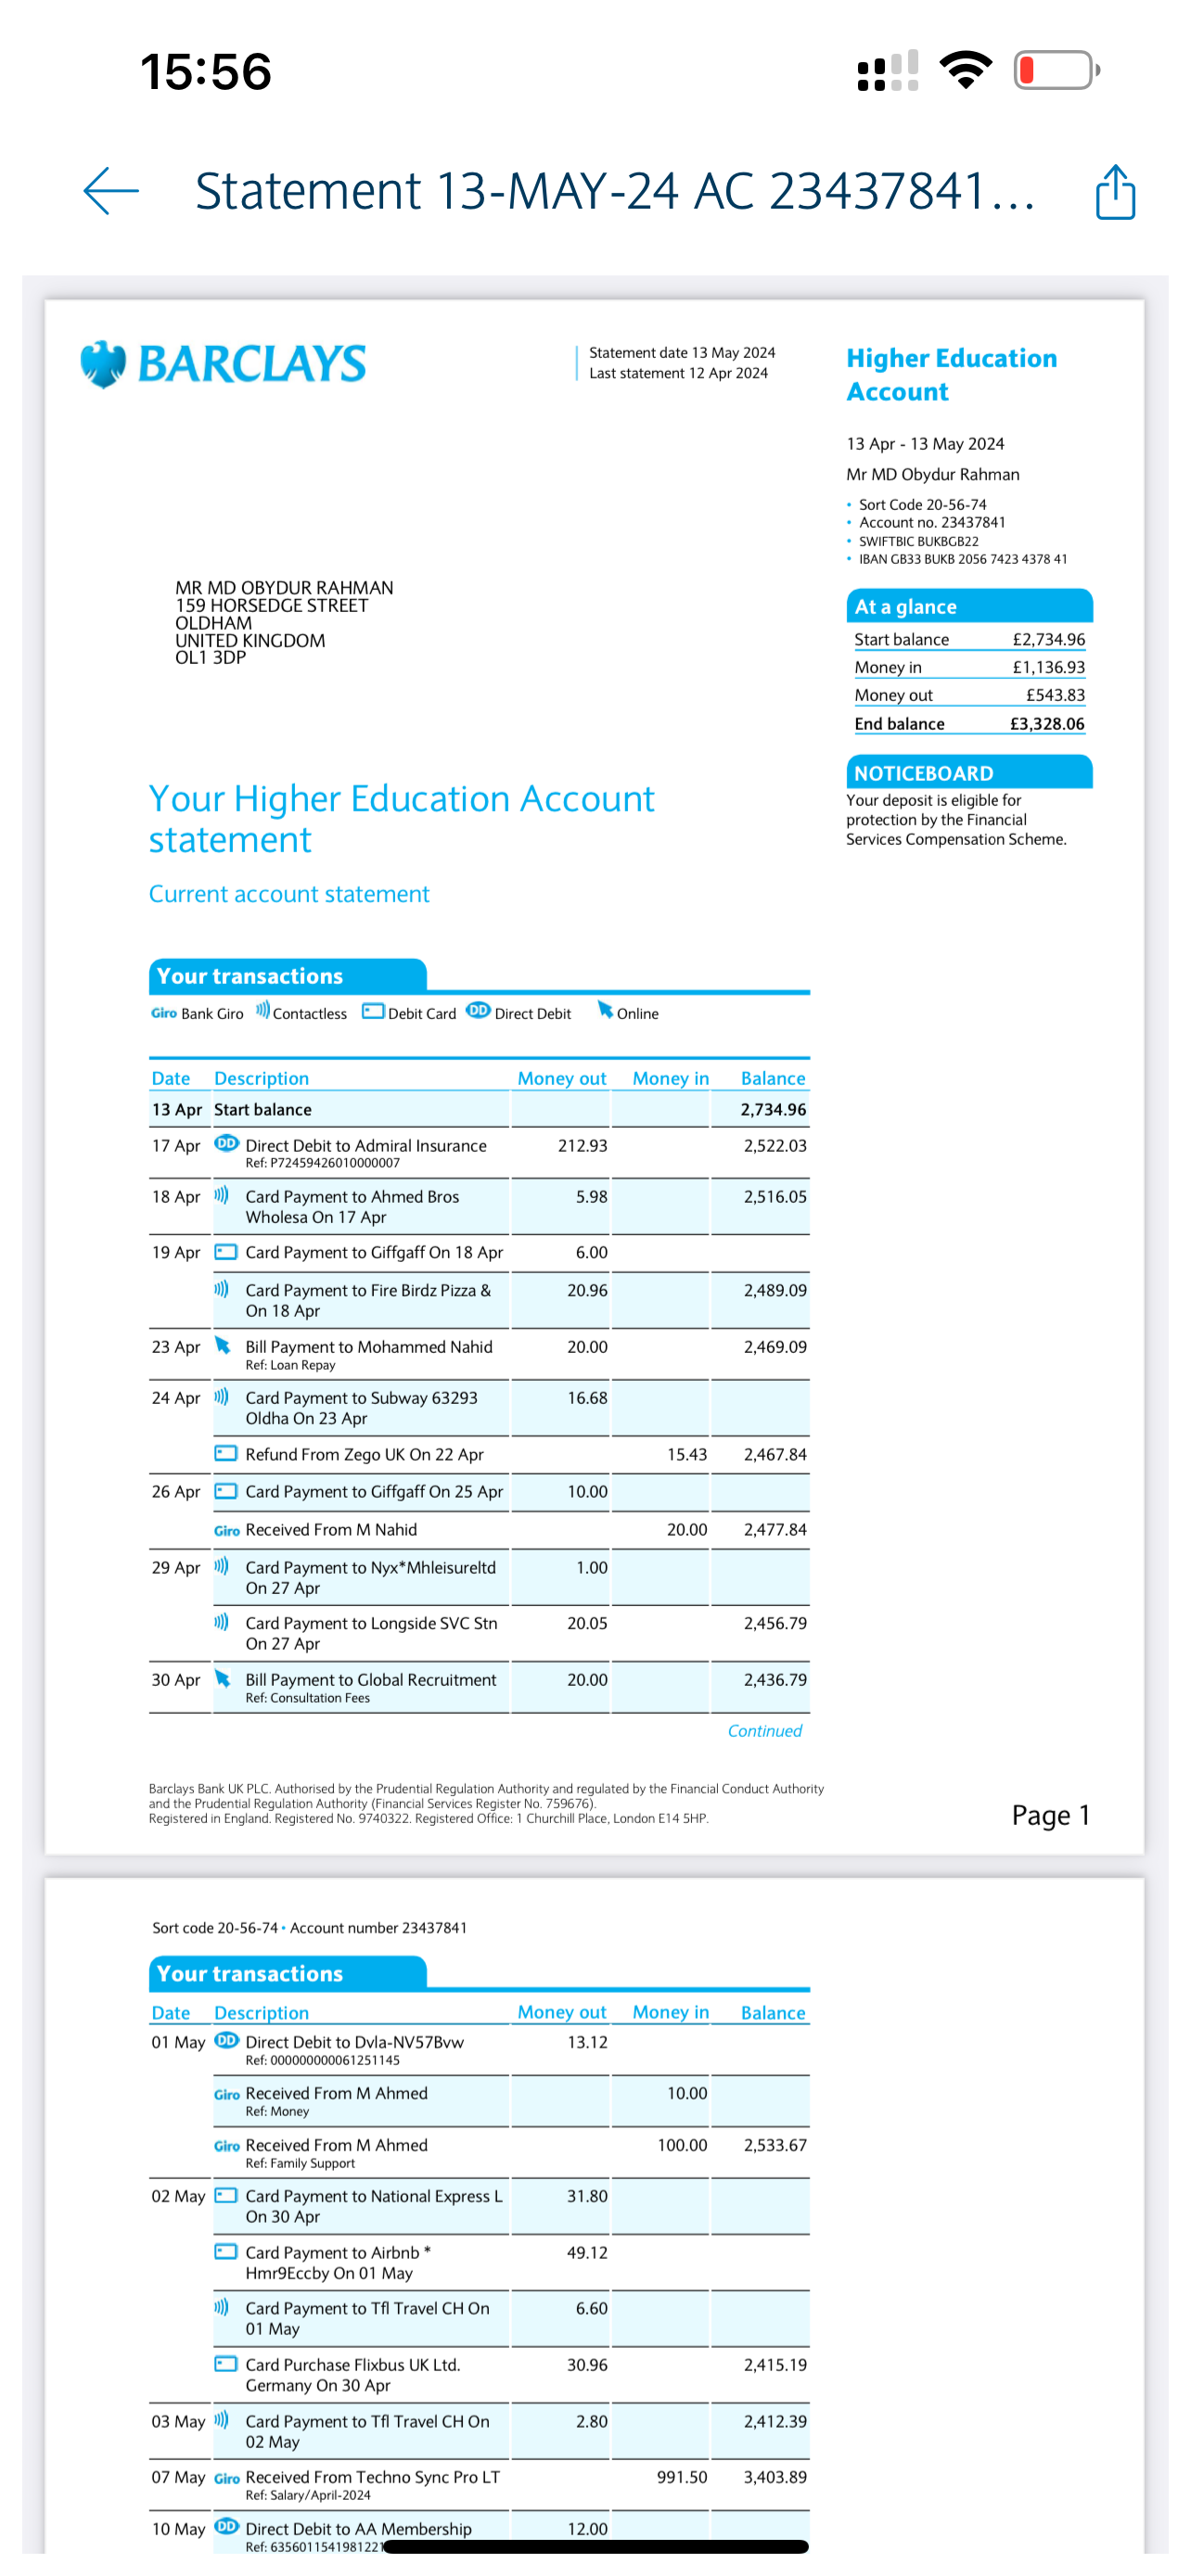 15:56
Statement 13-MAY-24 AC 23437841...
BARCLAYS
Statement date 13 May 2024
Last statement 12 Apr 2024
Higher Education
Account
13 Apr - 13 May 2024
Mr MD Obydur Rahman
• Sort Code 20-56-74
• Account no. 23437841
• SWIFTBIC BUKBGB22
• IBAN GB33 BUKB 2056 7423 4378 41
MR MD OBYDUR RAHMAN
159 HORSEDGE STREET
OLDHAM
UNITED KINGDOM
OL1 3DP
At a glance
Start balance £2,734.96
Money in £1,136.93
Money out £543.83
End balance £3,328.06
NOTICEBOARD
Your deposit is eligible for
protection by the Financial
Services Compensation Scheme.
Your Higher Education Account
statement
Current account statement
Your transactions
Giro Bank Giro Contactless Debit Card DD Direct Debit Online
Date Description Money out Money in Balance
13 Apr Start balance 2,734.96
17 Apr DD Direct Debit to Admiral Insurance 212.93 2,522.03
Ref: P72459426010000007
18 Apr Card Payment to Ahmed Bros 5.98 2,516.05
Wholesa On 17 Apr
19 Apr Card Payment to Giffgaff On 18 Apr 6.00
Card Payment to Fire Birdz Pizza & 20.96 2,489.09
On 18 Apr
23 Apr Bill Payment to Mohammed Nahid 20.00 2,469.09
Ref: Loan Repay
24 Apr Card Payment to Subway 63293 16.68
Oldha On 23 Apr
Refund From Zego UK On 22 Apr 15.43 2,467.84
26 Apr Card Payment to Giffgaff On 25 Apr 10.00
Giro Received From M Nahid 20.00 2,477.84
29 Apr Card Payment to Nyx*Mhleisureltd 1.00
On 27 Apr
Card Payment to Longside SVC Stn 20.05 2,456.79
On 27 Apr
30 Apr Bill Payment to Global Recruitment 20.00 2,436.79
Ref: Consultation Fees
Continued
Barclays Bank UK PLC. Authorised by the Prudential Regulation Authority and regulated by the Financial Conduct Authority
and the Prudential Regulation Authority (Financial Services Register No. 759676).
Registered in England. Registered No. 9740322. Registered Office: 1 Churchill Place, London E14 5HP.
Page 1
Sort code 20-56-74 • Account number 23437841
Your transactions
Date Description Money out Money in Balance
01 May DD Direct Debit to Dvla-NV57Bvw 13.12
Ref: 000000000061251145
Giro Received From M Ahmed 10.00
Ref: Money
Giro Received From M Ahmed 100.00 2,533.67
Ref: Family Support
02 May Card Payment to National Express L 31.80
On 30 Apr
Card Payment to Airbnb * 49.12
Hmr9Eccby On 01 May
Card Payment to Tfl Travel CH On 6.60
01 May
Card Purchase Flixbus UK Ltd. 30.96 2,415.19
Germany On 30 Apr
03 May Card Payment to Tfl Travel CH On 2.80 2,412.39
02 May
07 May Giro Received From Techno Sync Pro LT 991.50 3,403.89
Ref: Salary/April-2024
10 May DD Direct Debit to AA Membership 12.00
Ref: 6356011541981221